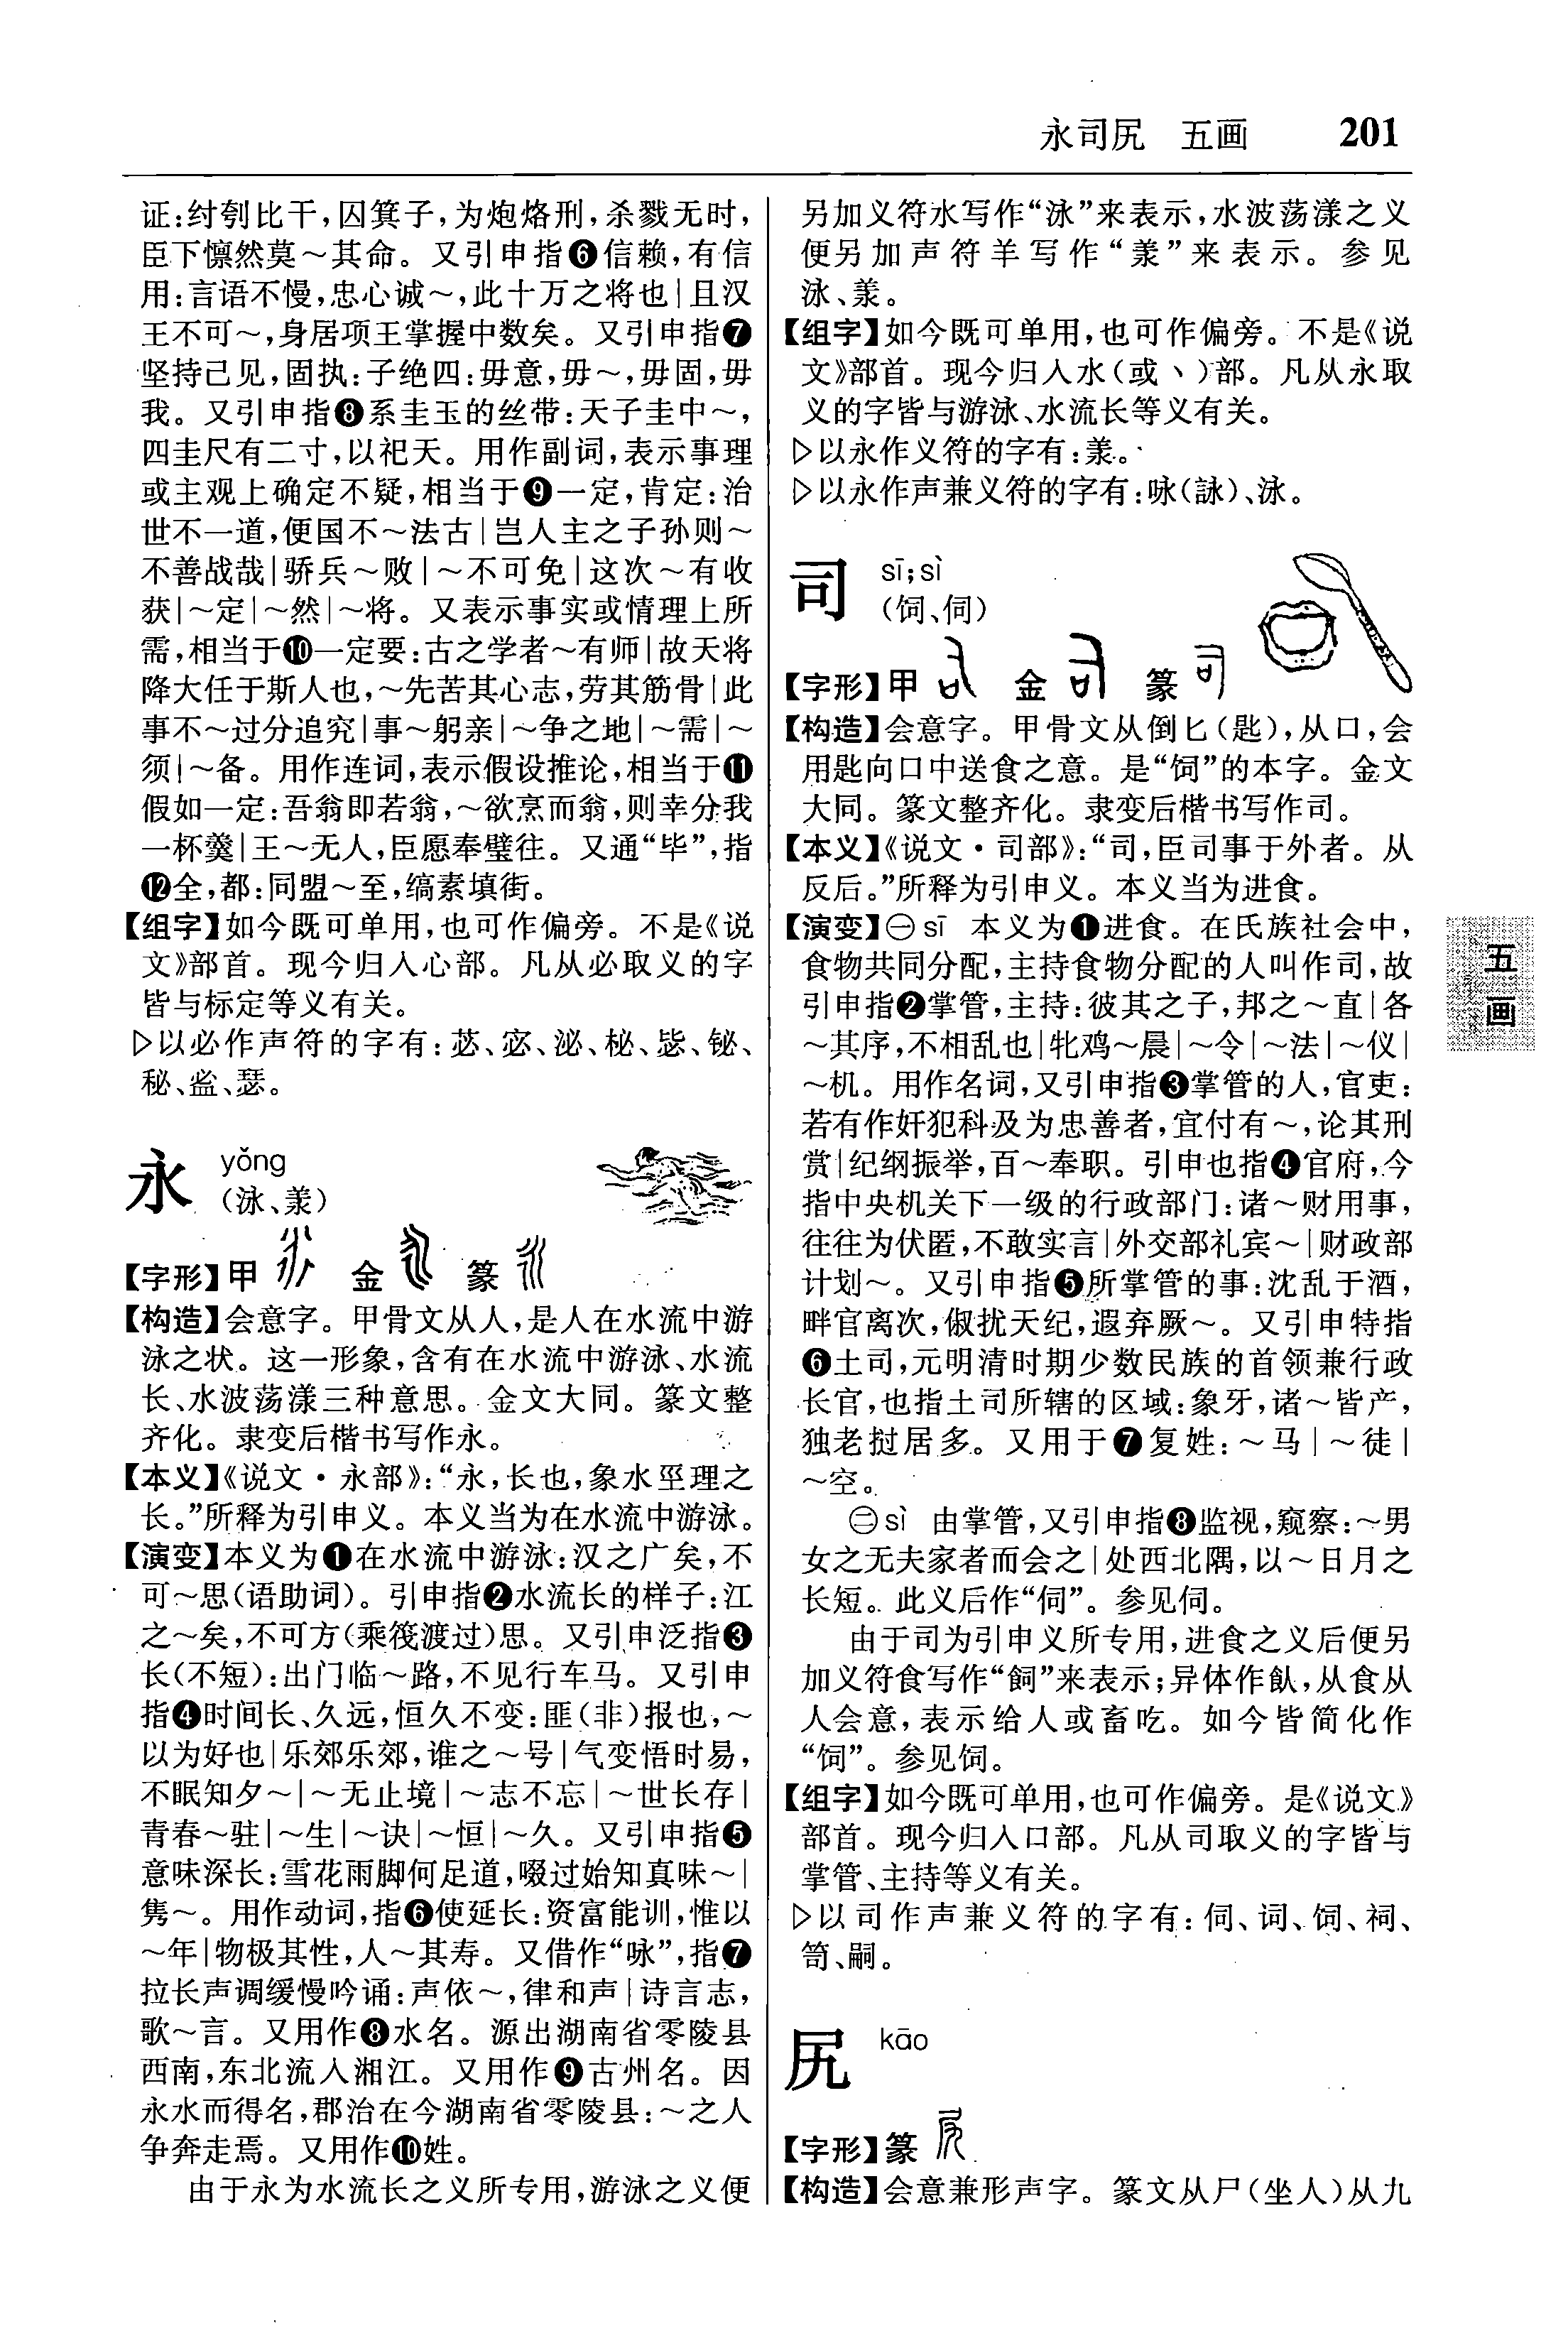 永司尻 五画 201
证:纣刳比干,囚箕子,为炮烙刑,杀戮无时,
臣下懔然莫～其命。又引申指❻信赖,有信
用:言语不慢,忠心诚～,此十万之将也|且汉
王不可～,身居项王掌握中数矣。又引申指❼
坚持己见,固执:子绝四:毋意,毋～,毋固,毋
我。又引申指❽系圭玉的丝带:天子圭中～,
四圭尺有二寸,以祀天。用作副词,表示事理
或主观上确定不疑,相当于❾一定,肯定:治
世不一道,便国不～法古|岂人主之子孙则～
不善战哉|骄兵～败|～不可免|这次～有收
获|～定|～然|～将。又表示事实或情理上所
需,相当于❿一定要:古之学者～有师|故天将
降大任于斯人也,～先苦其心志,劳其筋骨|此
事不～过分追究|事～躬亲|～争之地|～需|～
须|～备。用作连词,表示假设推论,相当于⓫
假如一定:吾翁即若翁,～欲烹而翁,则幸分我
一杯羹|王～无人,臣愿奉璧往。又通“毕”,指
⓬全,都:同盟～至,缟素填街。
【组字】如今既可单用,也可作偏旁。不是《说
文》部首。现今归入心部。凡从必取义的字
皆与标定等义有关。
▷以必作声符的字有:苾、宓、泌、柲、毖、铋、
秘、盗、瑟。
永 yǒng
(泳、羕)
【字形】甲 金 篆
【构造】会意字。甲骨文从人,是人在水流中游
泳之状。这一形象,含有在水流中游泳、水流
长、水波荡漾三种意思。金文大同。篆文整
齐化。隶变后楷书写作永。
【本义】《说文·永部》:“永,长也,象水巠理之
长。”所释为引申义。本义当为在水流中游泳。
【演变】本义为❶在水流中游泳:汉之广矣,不
可～思(语助词)。引申指❷水流长的样子:江
之～矣,不可方(乘筏渡过)思。又引申泛指❸
长(不短):出门临～路,不见行车马。又引申
指❹时间长、久远,恒久不变:匪(非)报也,～
以为好也|乐郊乐郊,谁之～号|气变悟时易,
不眠知夕～|～无止境|～志不忘|～世长存|
青春～驻|～生|～诀|～恒|～久。又引申指❺
意味深长:雪花雨脚何足道,啜过始知真味～|
隽～。用作动词,指❻使延长:资富能训,惟以
～年|物极其性,人～其寿。又借作“咏”,指❼
拉长声调缓慢吟诵:声依～,律和声|诗言志,
歌～言。又用作❽水名。源出湖南省零陵县
西南,东北流入湘江。又用作❾古州名。因
永水而得名,郡治在今湖南省零陵县:～之人
争奔走焉。又用作❿姓。
由于永为水流长之义所专用,游泳之义便
另加义符水写作“泳”来表示,水波荡漾之义
便另加声符羊写作“羕”来表示。参见
泳、羕。
【组字】如今既可单用,也可作偏旁。不是《说
文》部首。现今归入水(或丶)部。凡从永取
义的字皆与游泳、水流长等义有关。
▷以永作义符的字有:羕。
▷以永作声兼义符的字有:咏(詠)、泳。
司 sī;sì
(饲、伺)
【字形】甲 金 篆
【构造】会意字。甲骨文从倒匕(匙),从口,会
用匙向口中送食之意。是“饲”的本字。金文
大同。篆文整齐化。隶变后楷书写作司。
【本义】《说文·司部》:“司,臣司事于外者。从
反后。”所释为引申义。本义当为进食。
【演变】㊀sī 本义为❶进食。在氏族社会中,
食物共同分配,主持食物分配的人叫作司,故
引申指❷掌管,主持:彼其之子,邦之～直|各
～其序,不相乱也|牝鸡～晨|～令|～法|～仪|
～机。用作名词,又引申指❸掌管的人,官吏:
若有作奸犯科及为忠善者,宜付有～,论其刑
赏|纪纲振举,百～奉职。引申也指❹官府,今
指中央机关下一级的行政部门:诸～财用事,
往往为伏匿,不敢实言|外交部礼宾～|财政部
计划～。又引申指❺所掌管的事:沈乱于酒,
畔官离次,俶扰天纪,遐弃厥～。又引申特指
❻土司,元明清时期少数民族的首领兼行政
长官,也指土司所辖的区域:象牙,诸～皆产,
独老挝居多。又用于❼复姓:～马|～徒|
～空。
㊁sì 由掌管,又引申指❽监视,窥察:～男
女之无夫家者而会之|处西北隅,以～日月之
长短。此义后作“伺”。参见伺。
由于司为引申义所专用,进食之义后便另
加义符食写作“飼”来表示;异体作飤,从食从
人会意,表示给人或畜吃。如今皆简化作
“饲”。参见饲。
【组字】如今既可单用,也可作偏旁。是《说文》
部首。现今归入口部。凡从司取义的字皆与
掌管、主持等义有关。
▷以司作声兼义符的字有:伺、词、饲、祠、
笥、嗣。
尻 kāo
【字形】篆
【构造】会意兼形声字。篆文从尸(坐人)从九
五画